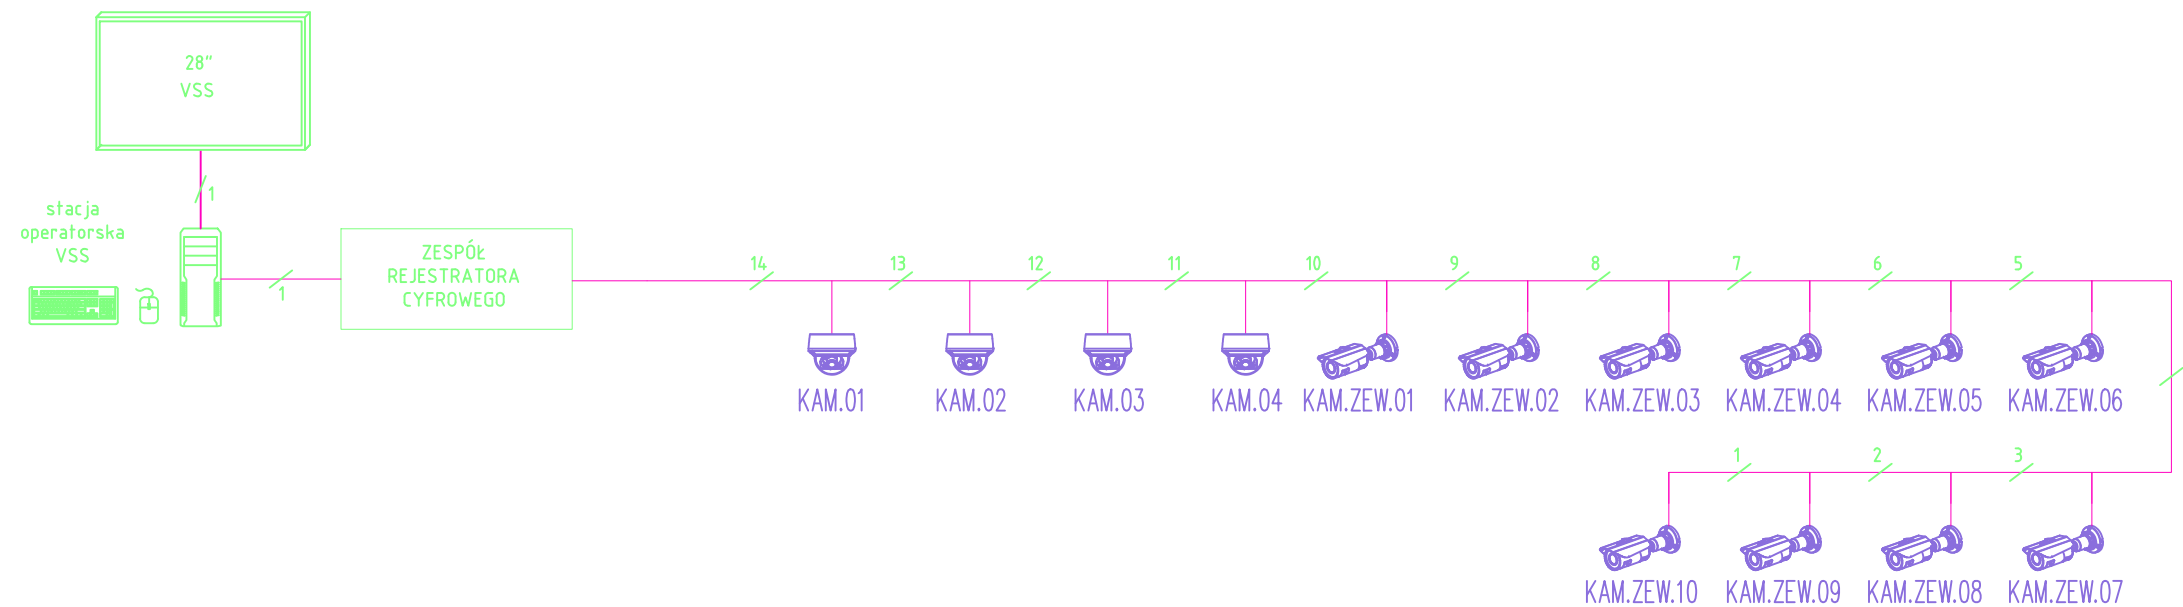 28"
VSS
1
stacja
operatorska
VSS
1
ZESPÓŁ
REJESTRATORA
CYFROWEGO
14
13
12
11
10
9
8
7
6
5
KAM.01
KAM.02
KAM.03
KAM.04
KAM.ZEW.01
KAM.ZEW.02
KAM.ZEW.03
KAM.ZEW.04
KAM.ZEW.05
KAM.ZEW.06
1
2
3
KAM.ZEW.10
KAM.ZEW.09
KAM.ZEW.08
KAM.ZEW.07